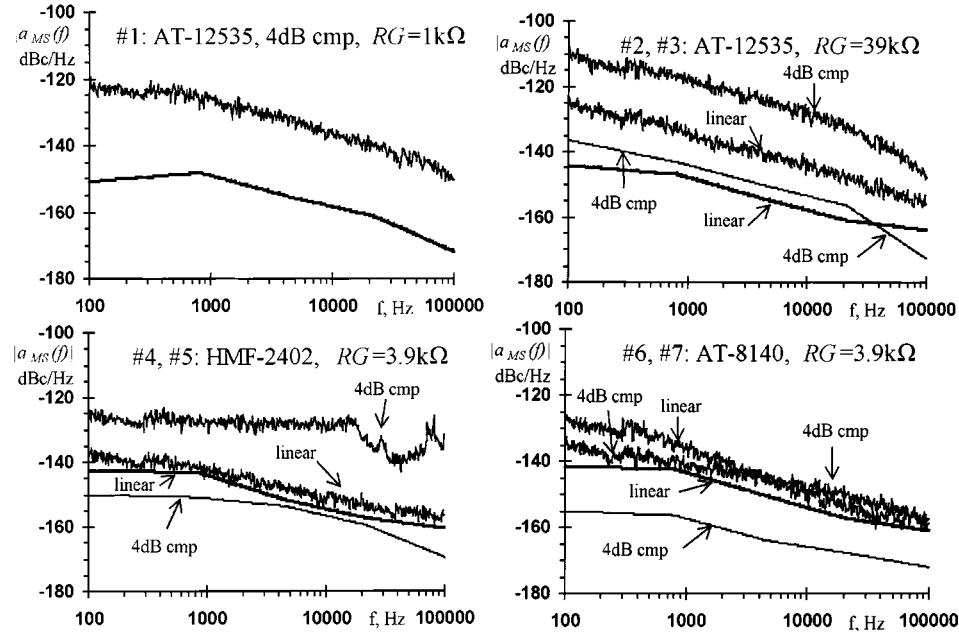 -100
|a MS (f)
dBc/Hz
#1: AT-12535, 4dB cmp, RG=1kΩ
-120
-140
-160
-180
100 1000 10000 100000
f, Hz
-100
|a MS (f)
dBc/Hz
#2, #3: AT-12535, RG=39kΩ
4dB cmp
-120
linear
-140
4dB cmp
linear
-160
4dB cmp
-180
100 1000 10000 100000
f, Hz
-100
|a MS (f)|
dBc/Hz
#4, #5: HMF-2402, RG=3.9kΩ
4dB cmp
-120
linear
-140
linear
-160
4dB cmp
-180
100 1000 10000 100000
f, Hz
-100
|a MS (f)|
dBc/Hz
#6, #7: AT-8140, RG=3.9kΩ
-120
4dB cmp
linear
4dB cmp
-140
linear
-160
4dB cmp
-180
100 1000 10000 100000
f, Hz